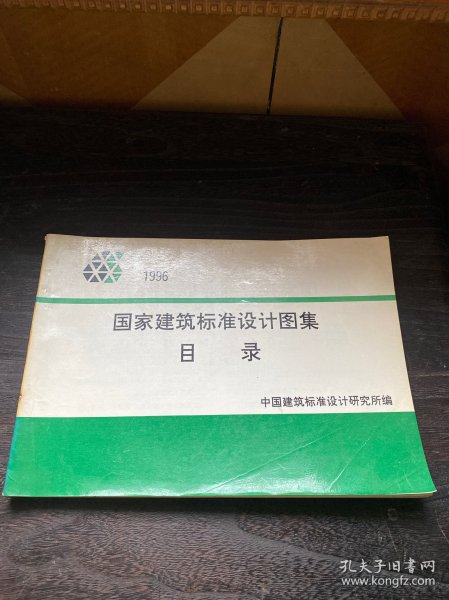 1996
国家建筑标准设计图集
目 录
中国建筑标准设计研究所编
孔夫子旧书网
www.kongfz.com